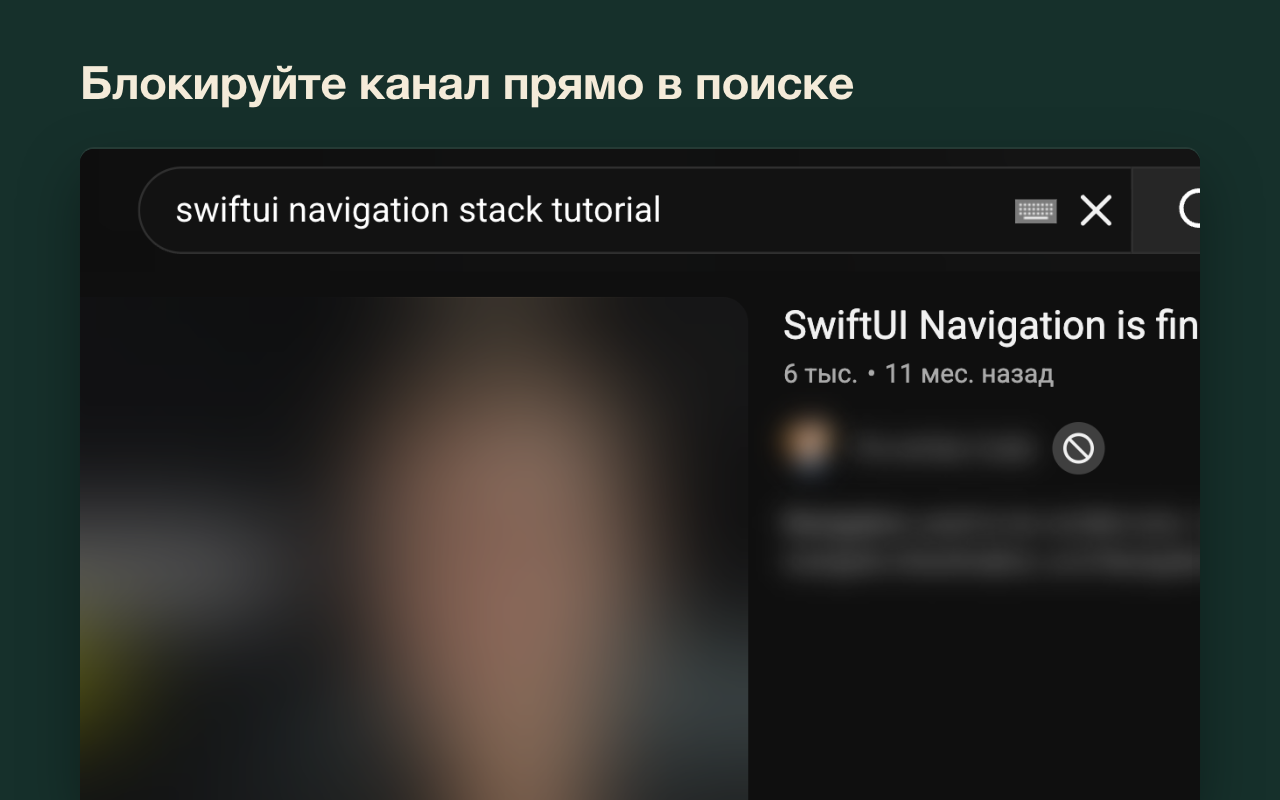 Блокируйте канал прямо в поиске
swiftui navigation stack tutorial
SwiftUI Navigation is fin
6 тыс. • 11 мес. назад